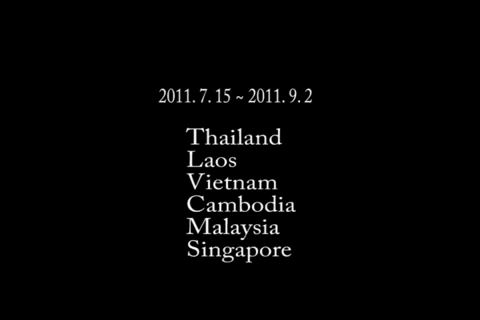 2011. 7. 15 ~ 2011. 9. 2
Thailand
Laos
Vietnam
Cambodia
Malaysia
Singapore